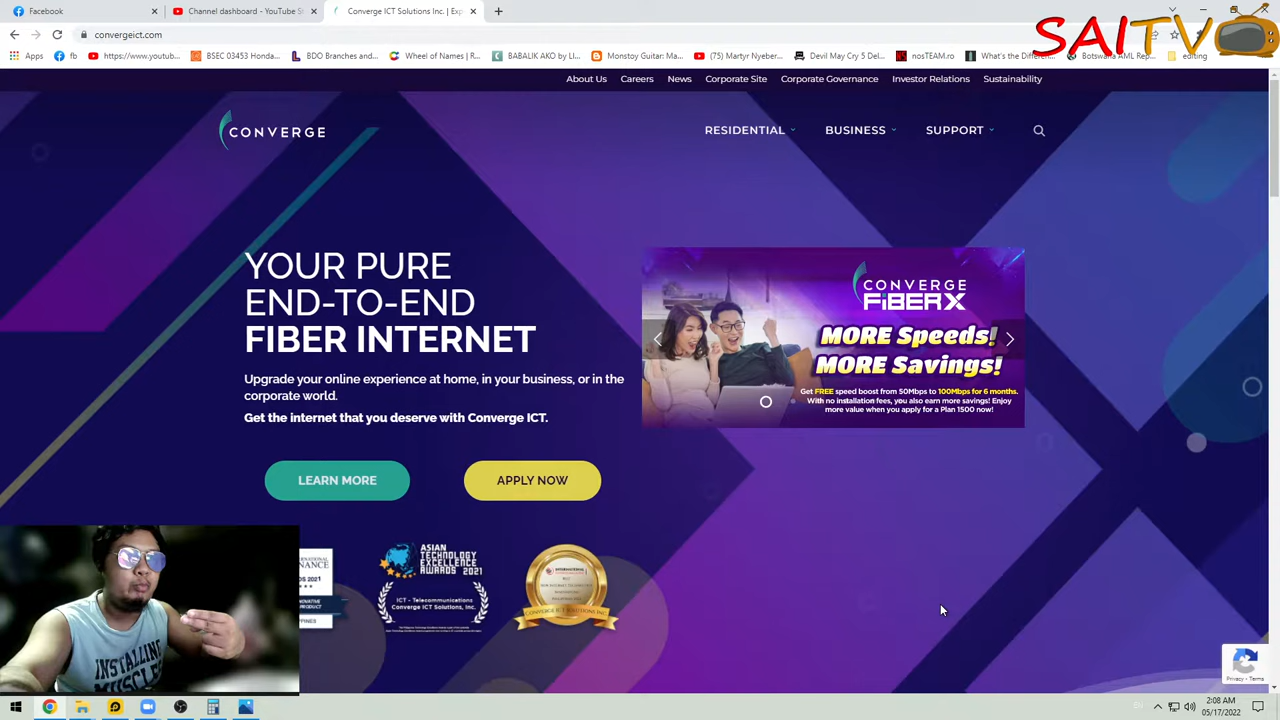 Facebook
Channel dashboard - YouTube S
Converge ICT Solutions Inc. | Exp
SAITV
convergeict.com
Apps
fb
https://www.youtub...
BSEC 03453 Honda...
BDO Branches and...
Wheel of Names | R...
BABALIK AKO by LI...
Monstoy Guitar: Ma...
(75) Martyr Nyeber...
Devil May Cry 5 Del...
nosTEAM.ro
What's the Differen...
Botswana AML Rep...
editing
About Us
Careers
News
Corporate Site
Corporate Governance
Investor Relations
Sustainability
CONVERGE
RESIDENTIAL
BUSINESS
SUPPORT
YOUR PURE
END-TO-END
FIBER INTERNET
Upgrade your online experience at home, in your business, or in the
corporate world.
Get the internet that you deserve with Converge ICT.
LEARN MORE
APPLY NOW
CONVERGE
FiBERX
MORE Speeds!
MORE Savings!
Get FREE speed boost from 50Mbps to 100Mbps for 6 months.
With no installation fees, you also earn more savings! Enjoy
more value when you apply for a Plan 1500 now!
ASIAN
TECHNOLOGY
EXCELLENCE
AWARDS 2021
ICT - Telecommunications
Converge ICT Solutions, Inc.
CONVERGE ICT SOLUTIONS INC.
INSTALLING
MUSCLES
Privacy - Terms
2:08 AM
05/17/2022